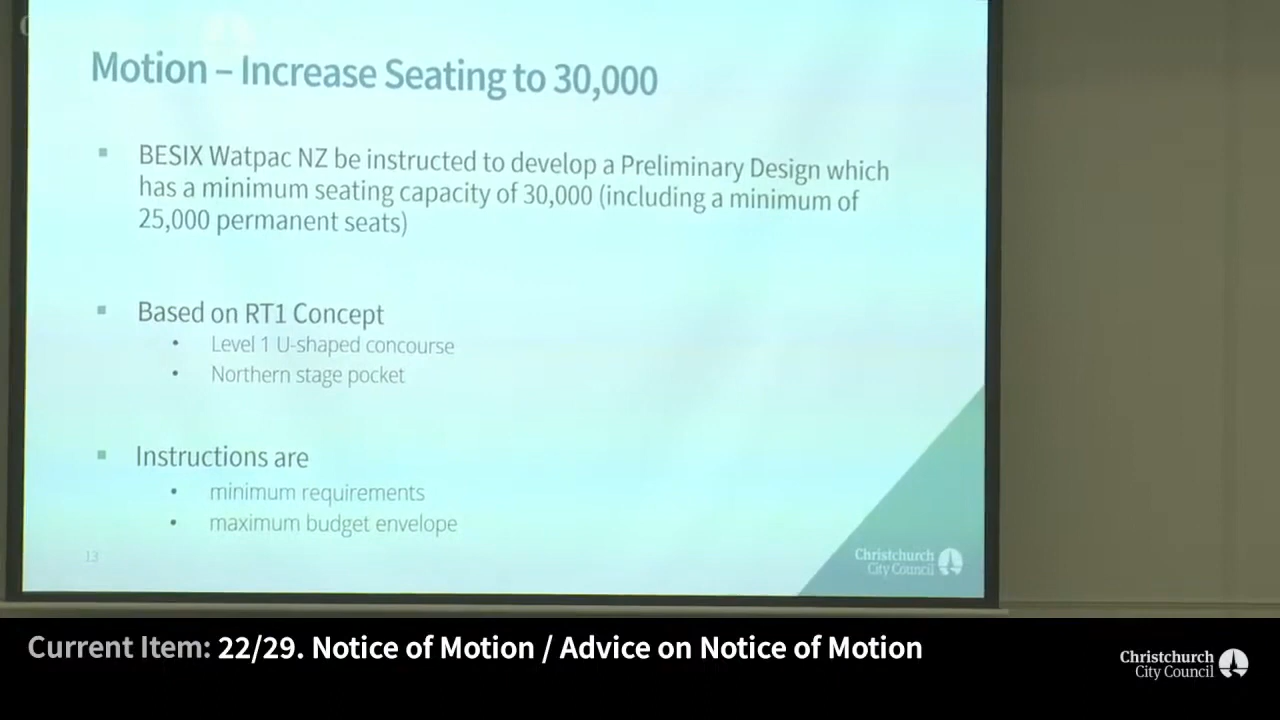 Motion – Increase Seating to 30,000
▪ BESIX Watpac NZ be instructed to develop a Preliminary Design which
has a minimum seating capacity of 30,000 (including a minimum of
25,000 permanent seats)
▪ Based on RT1 Concept
• Level 1 U-shaped concourse
• Northern stage pocket
▪ Instructions are
• minimum requirements
• maximum budget envelope
13
Christchurch
City Council
Current Item: 22/29. Notice of Motion / Advice on Notice of Motion
Christchurch
City Council